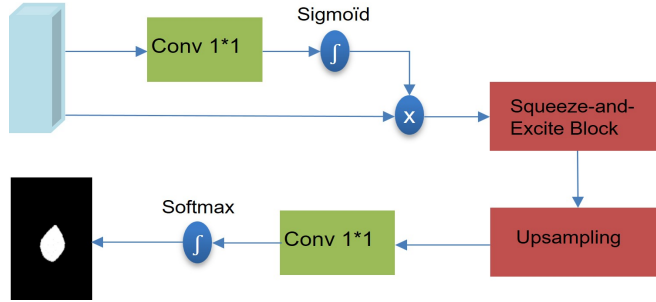 Sigmoïd
Conv 1*1
ʃ
x
Squeeze-and-
Excite Block
Softmax
ʃ
Conv 1*1
Upsampling